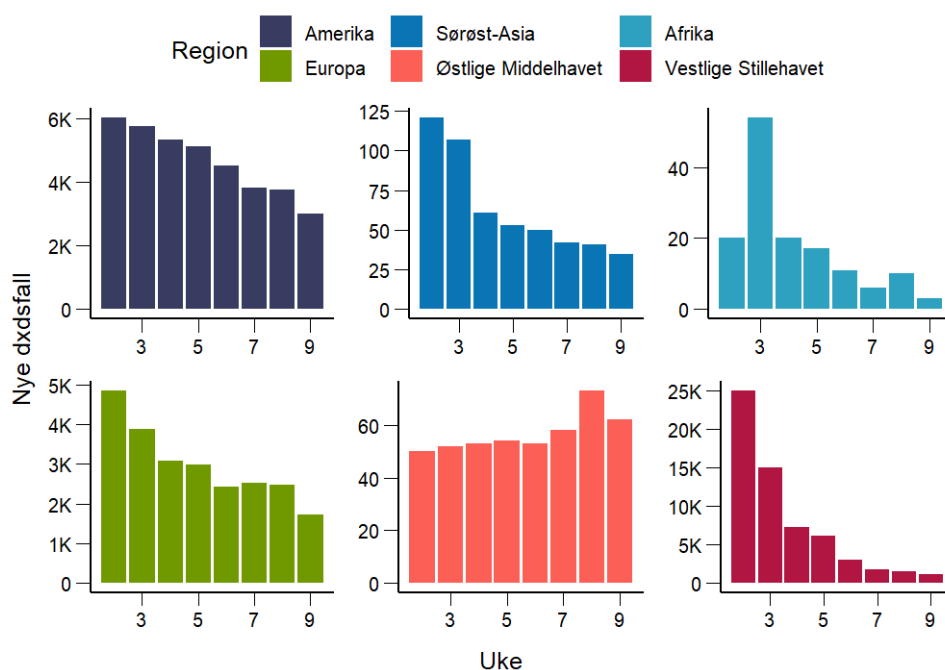 Region
Amerika
Sørøst-Asia
Afrika
Europa
Østlige Middelhavet
Vestlige Stillehavet
Nye dxdsfall
6K
4K
2K
0
3 5 7 9
125
100
75
50
25
0
3 5 7 9
40
20
0
3 5 7 9
5K
4K
3K
2K
1K
0
3 5 7 9
60
40
20
0
3 5 7 9
25K
20K
15K
10K
5K
0
3 5 7 9
Uke